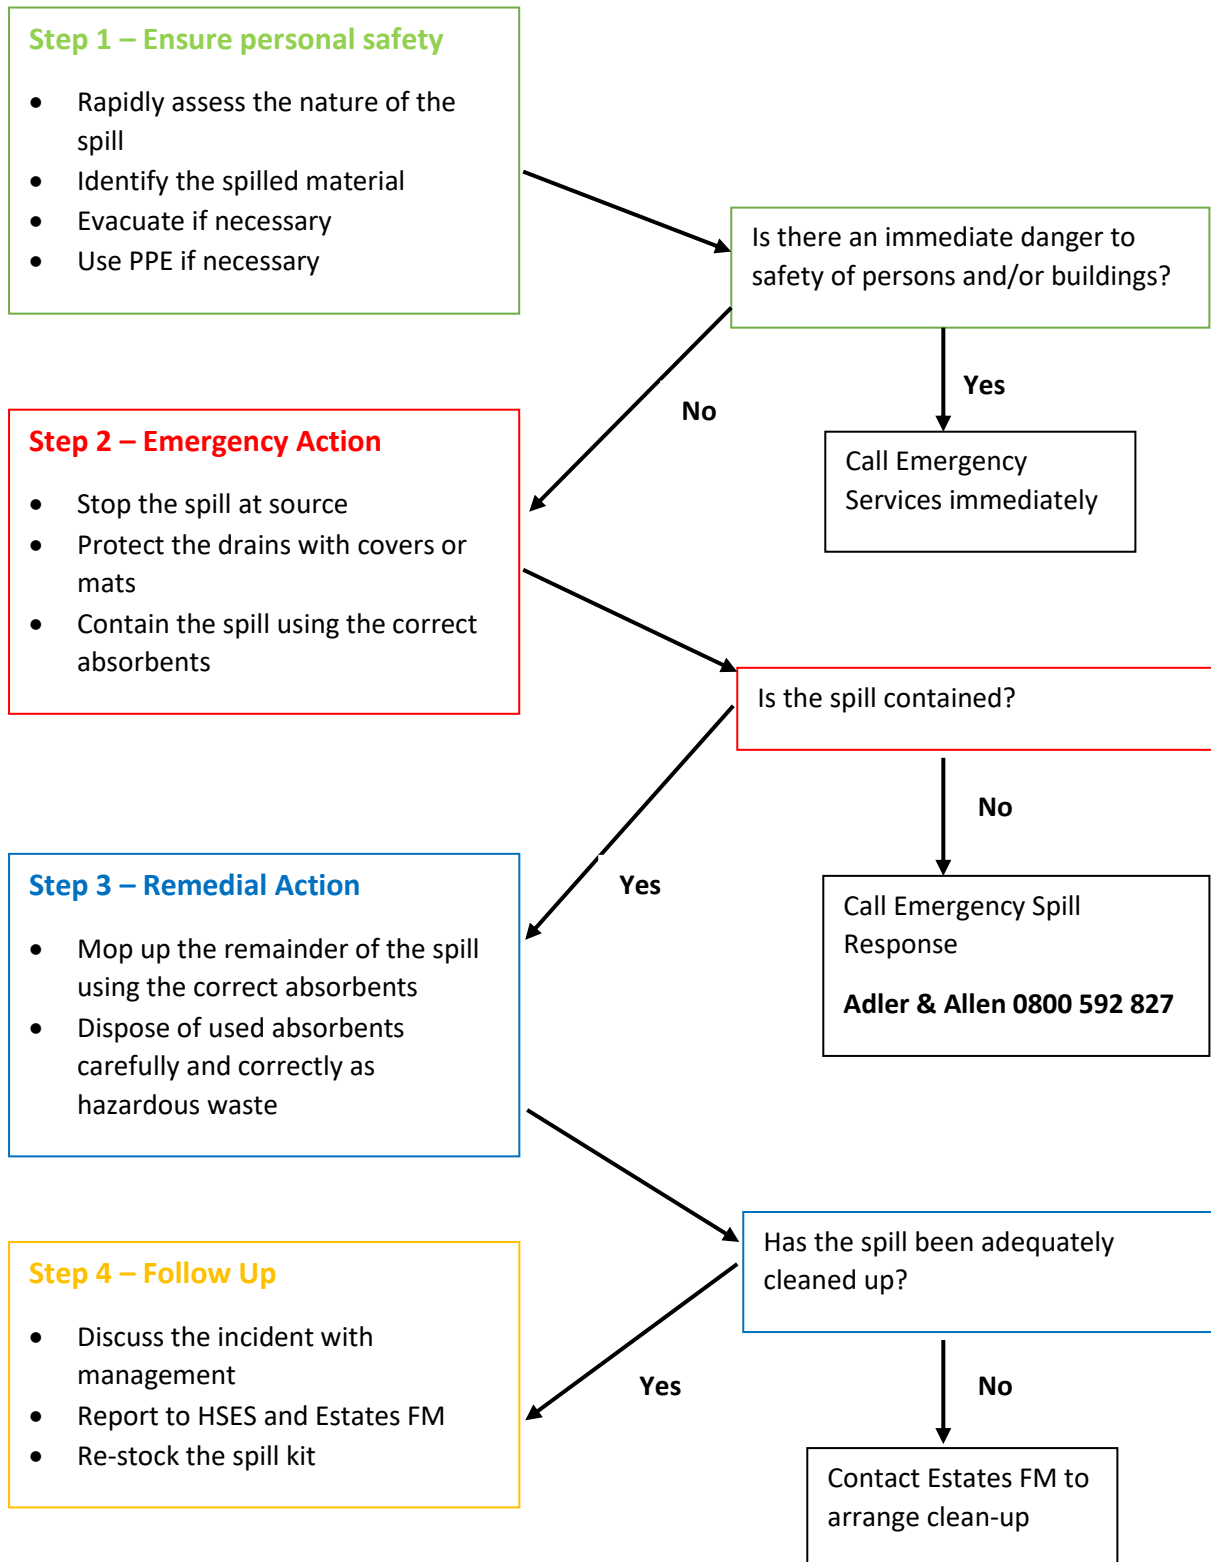 Step 1 – Ensure personal safety
• Rapidly assess the nature of the
spill
• Identify the spilled material
• Evacuate if necessary
• Use PPE if necessary
Is there an immediate danger to
safety of persons and/or buildings?
Yes
No
Call Emergency
Services immediately
Step 2 – Emergency Action
• Stop the spill at source
• Protect the drains with covers or
mats
• Contain the spill using the correct
absorbents
Is the spill contained?
No
Yes
Call Emergency Spill
Response
Adler & Allen 0800 592 827
Step 3 – Remedial Action
• Mop up the remainder of the spill
using the correct absorbents
• Dispose of used absorbents
carefully and correctly as
hazardous waste
Has the spill been adequately
cleaned up?
Yes
No
Step 4 – Follow Up
• Discuss the incident with
management
• Report to HSES and Estates FM
• Re-stock the spill kit
Contact Estates FM to
arrange clean-up